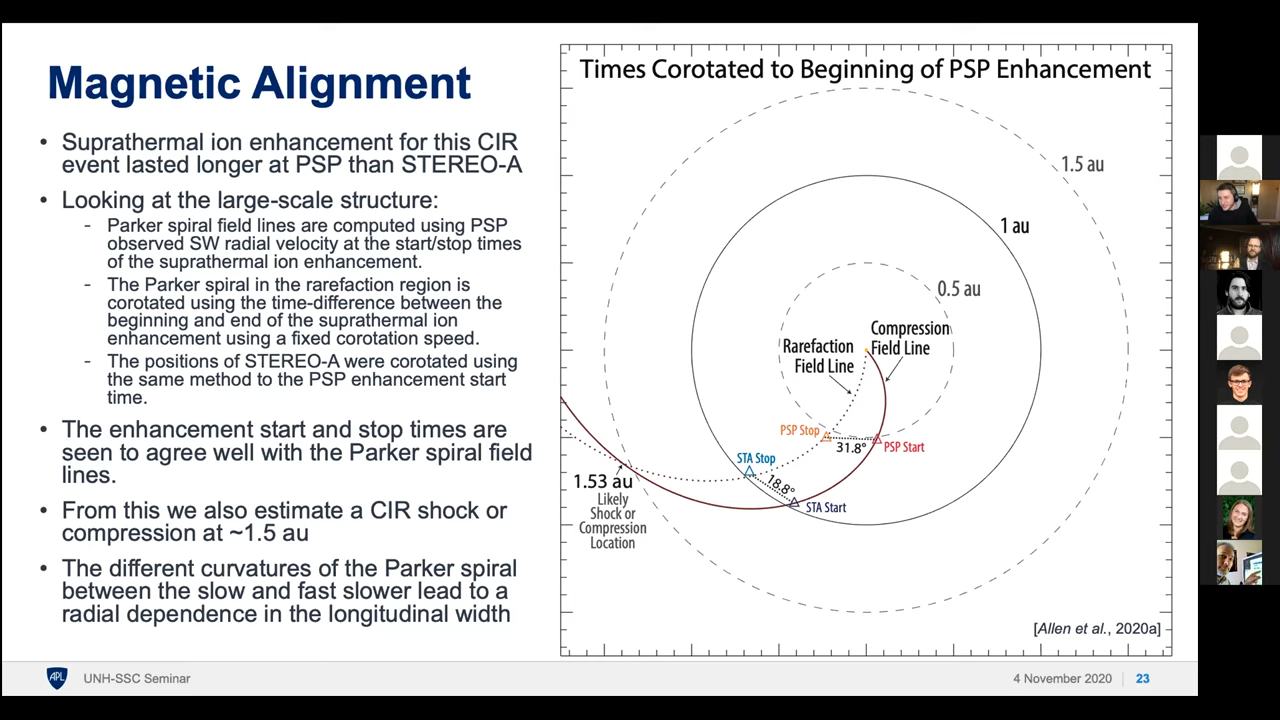 Magnetic Alignment
• Suprathermal ion enhancement for this CIR
event lasted longer at PSP than STEREO-A
• Looking at the large-scale structure:
- Parker spiral field lines are computed using PSP
observed SW radial velocity at the start/stop times
of the suprathermal ion enhancement.
- The Parker spiral in the rarefaction region is
corotated using the time-difference between the
beginning and end of the suprathermal ion
enhancement using a fixed corotation speed.
- The positions of STEREO-A were corotated using
the same method to the PSP enhancement start
time.
• The enhancement start and stop times are
seen to agree well with the Parker spiral field
lines.
• From this we also estimate a CIR shock or
compression at ~1.5 au
• The different curvatures of the Parker spiral
between the slow and fast slower lead to a
radial dependence in the longitudinal width
Times Corotated to Beginning of PSP Enhancement
1.5 au
1 au
0.5 au
Compression
Field Line
Rarefaction
Field Line
PSP Stop
31.8°
PSP Start
STA Stop
18.8°
STA Start
1.53 au
Likely
Shock or
Compression
Location
[Allen et al., 2020a]
APL
UNH-SSC Seminar
4 November 2020
23